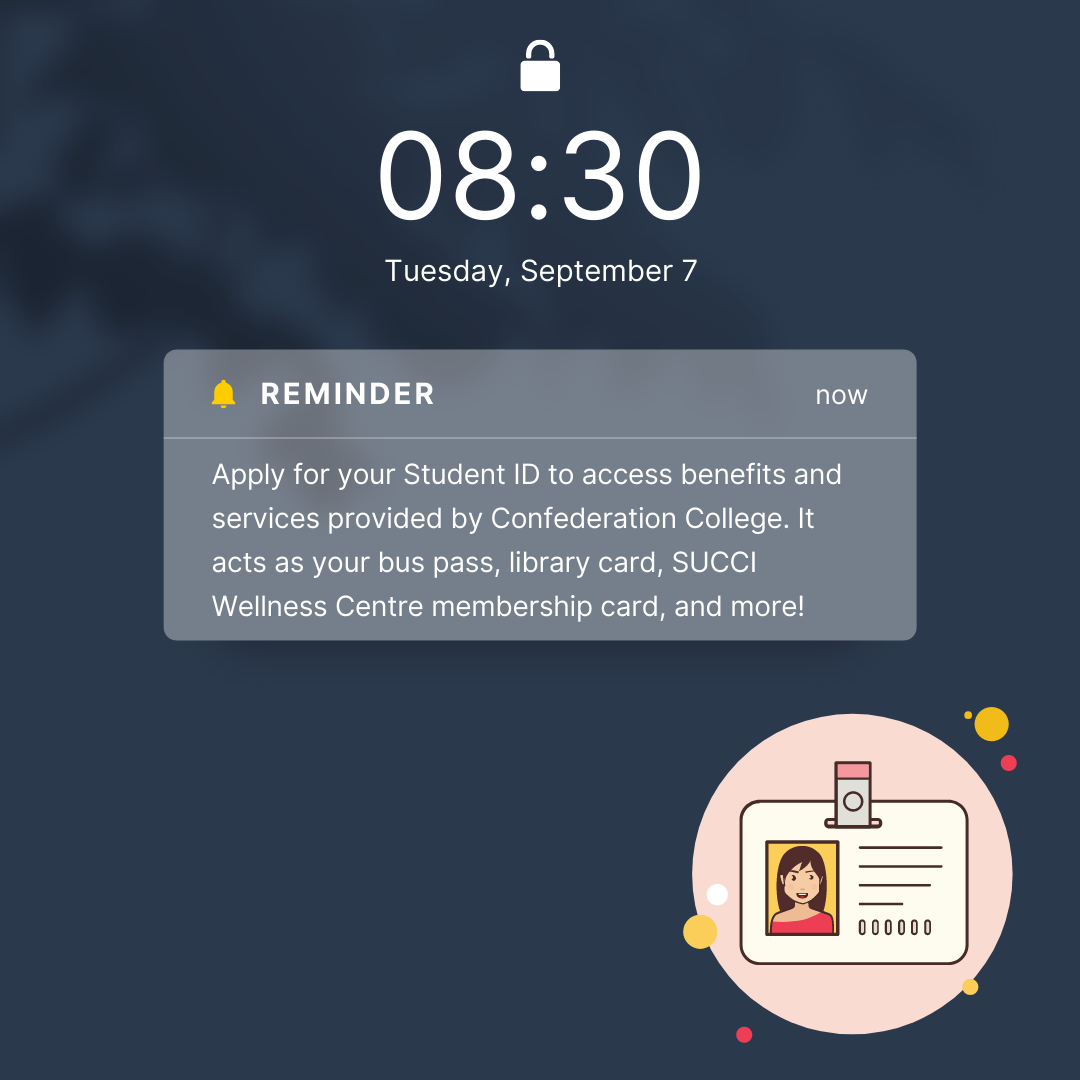 08:30
Tuesday, September 7
REMINDER
now
Apply for your Student ID to access benefits and
services provided by Confederation College. It
acts as your bus pass, library card, SUCCI
Wellness Centre membership card, and more!